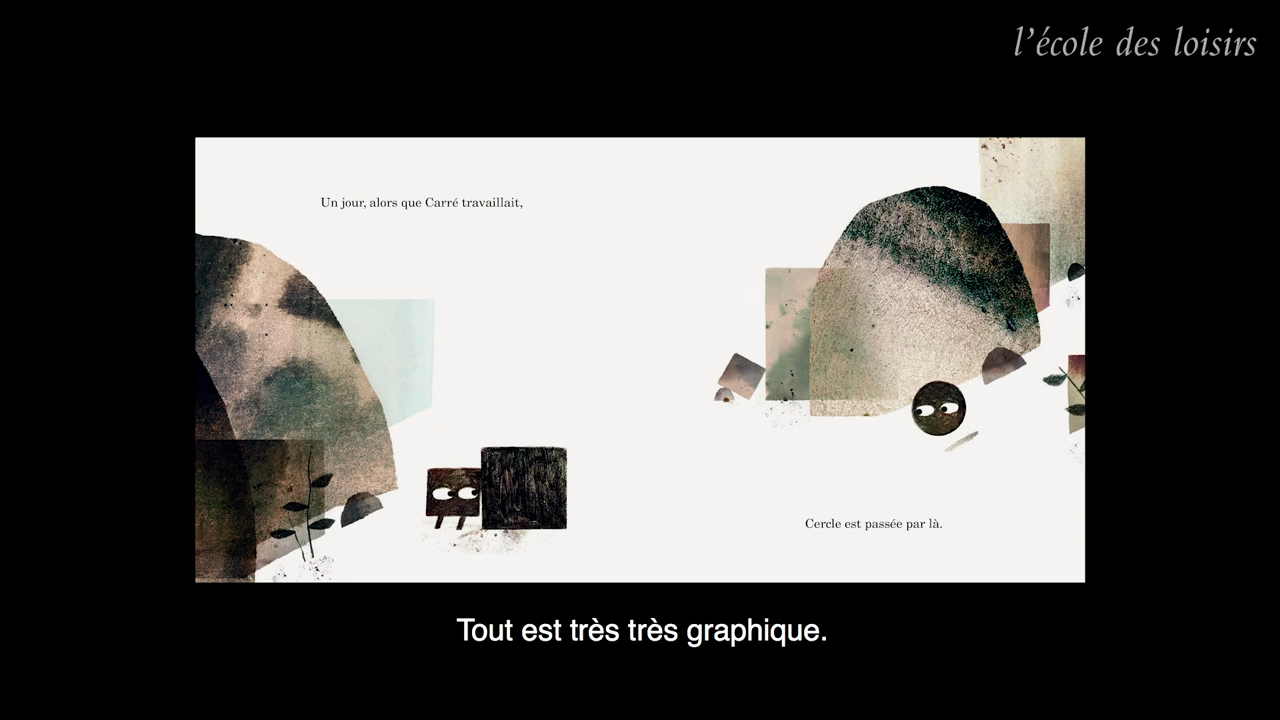 l'école des loisirs
Un jour, alors que Carré travaillait,
Cercle est passée par là.
Tout est très très graphique.